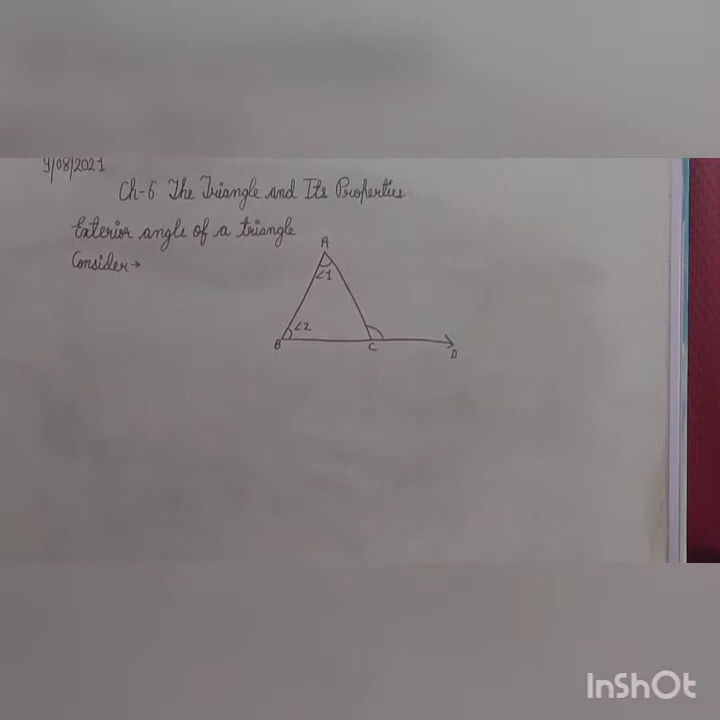 9/08/2021
Ch-6 The Triangle and Its Properties
Exterior angle of a triangle
Consider →
A
∠1
∠2
B
C
D
InShOt